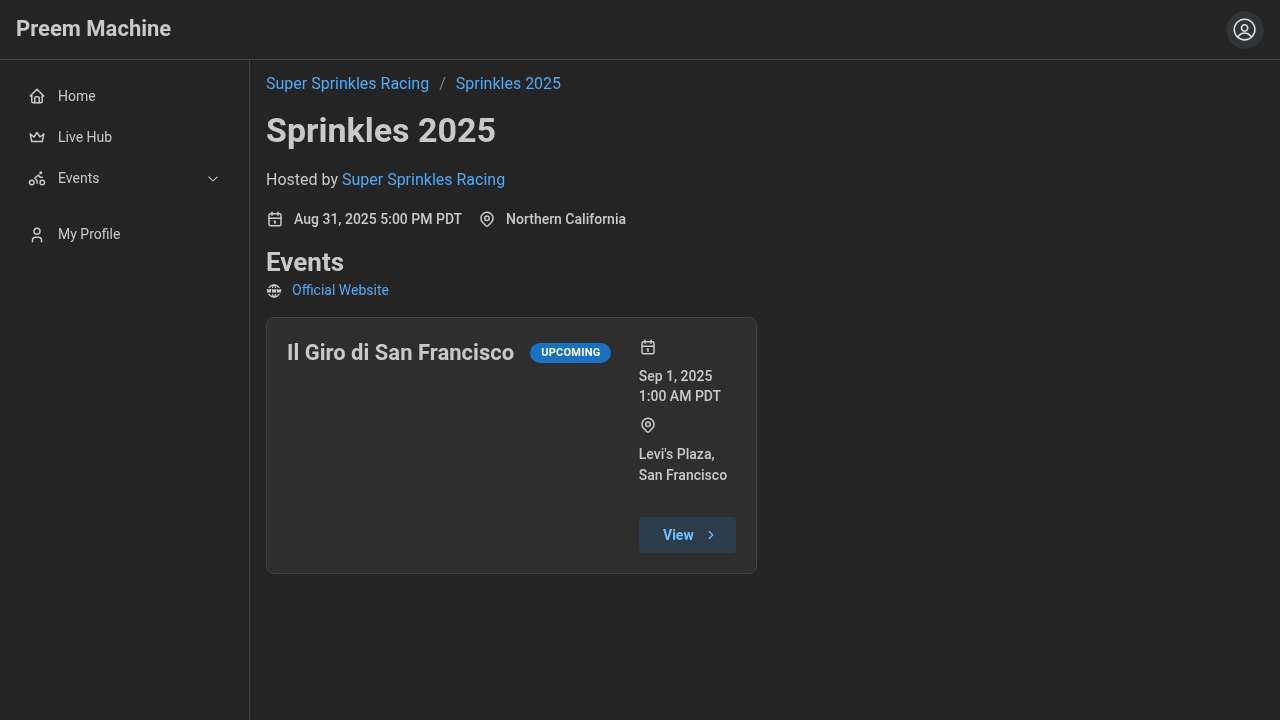 Preem Machine
Home
Live Hub
Events
My Profile
Super Sprinkles Racing / Sprinkles 2025
Sprinkles 2025
Hosted by Super Sprinkles Racing
Aug 31, 2025 5:00 PM PDT Northern California
Events
Official Website
Il Giro di San Francisco UPCOMING
Sep 1, 2025
1:00 AM PDT
Levi's Plaza,
San Francisco
View